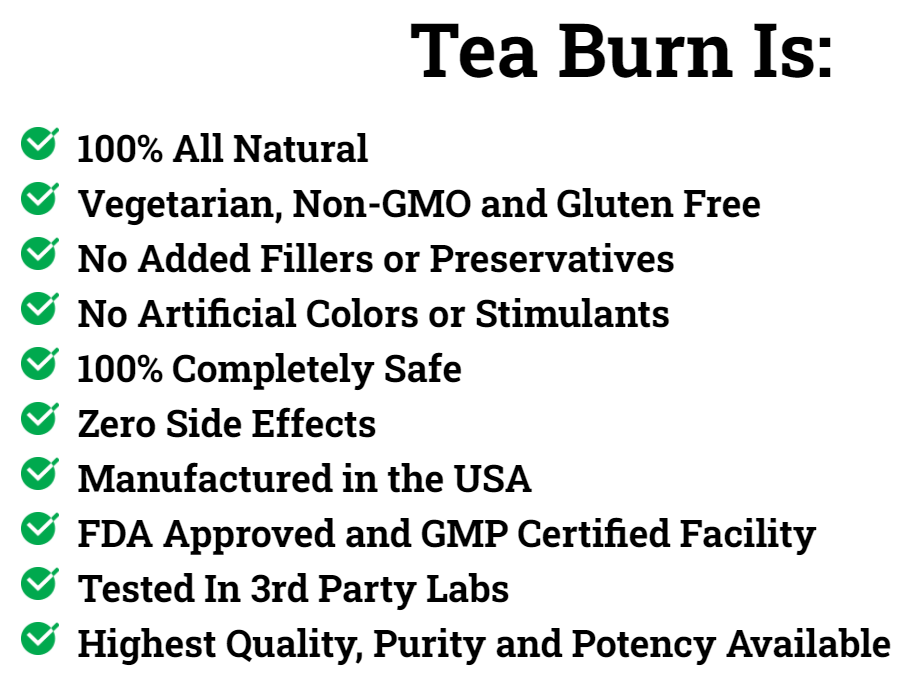 Tea Burn Is:
100% All Natural
Vegetarian, Non-GMO and Gluten Free
No Added Fillers or Preservatives
No Artificial Colors or Stimulants
100% Completely Safe
Zero Side Effects
Manufactured in the USA
FDA Approved and GMP Certified Facility
Tested In 3rd Party Labs
Highest Quality, Purity and Potency Available